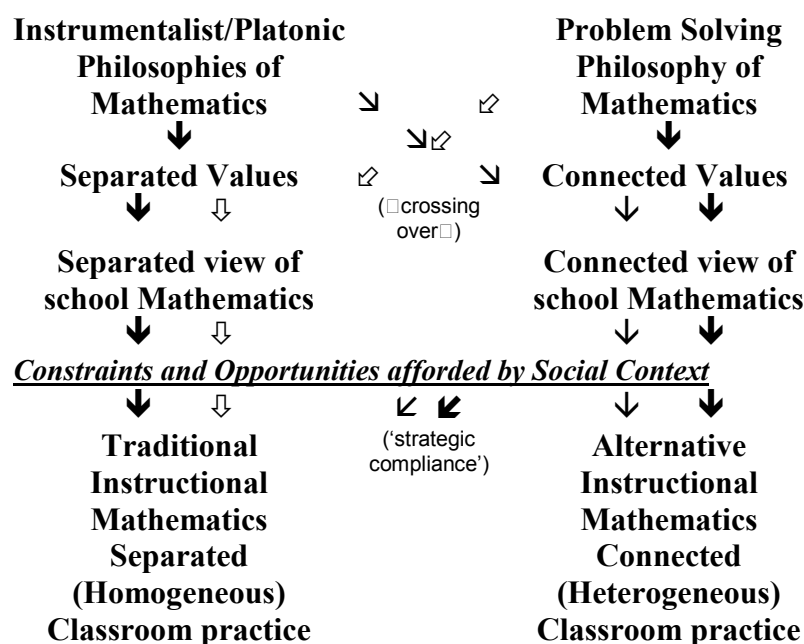 Instrumentalist/Platonic
Philosophies of
Mathematics
Problem Solving
Philosophy of
Mathematics
Separated Values
Connected Values
(□crossing
over□)
Separated view of
school Mathematics
Connected view of
school Mathematics
Constraints and Opportunities afforded by Social Context
(‘strategic
compliance’)
Traditional
Instructional
Mathematics
Separated
(Homogeneous)
Classroom practice
Alternative
Instructional
Mathematics
Connected
(Heterogeneous)
Classroom practice